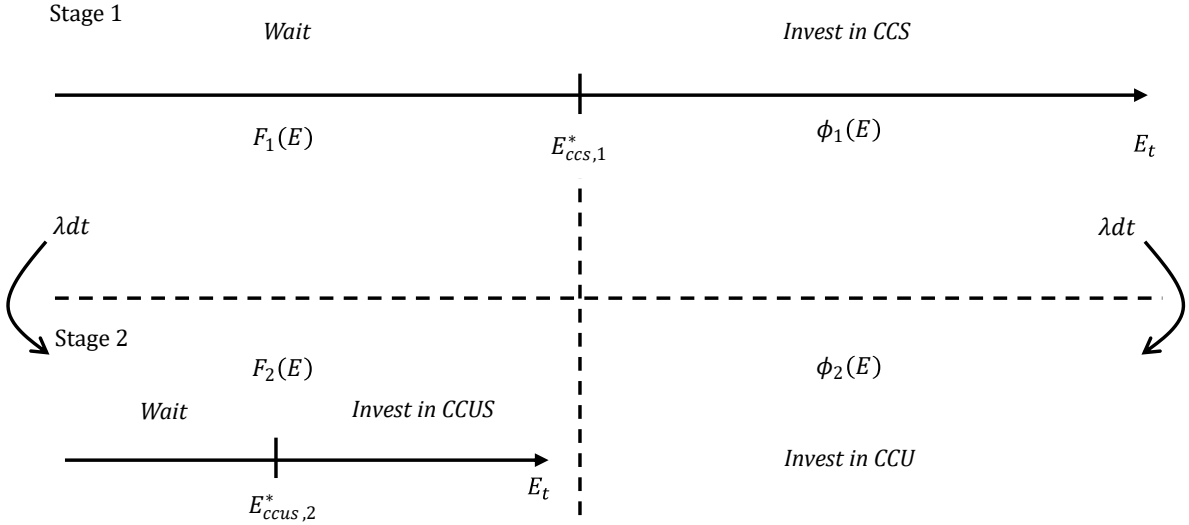 Stage 1
Wait
Invest in CCS
F₁(E)
E*ccs,1
ϕ₁(E)
Eₜ
λdt
λdt
Stage 2
F₂(E)
ϕ₂(E)
Wait
Invest in CCUS
Invest in CCU
E*ccus,2
Eₜ